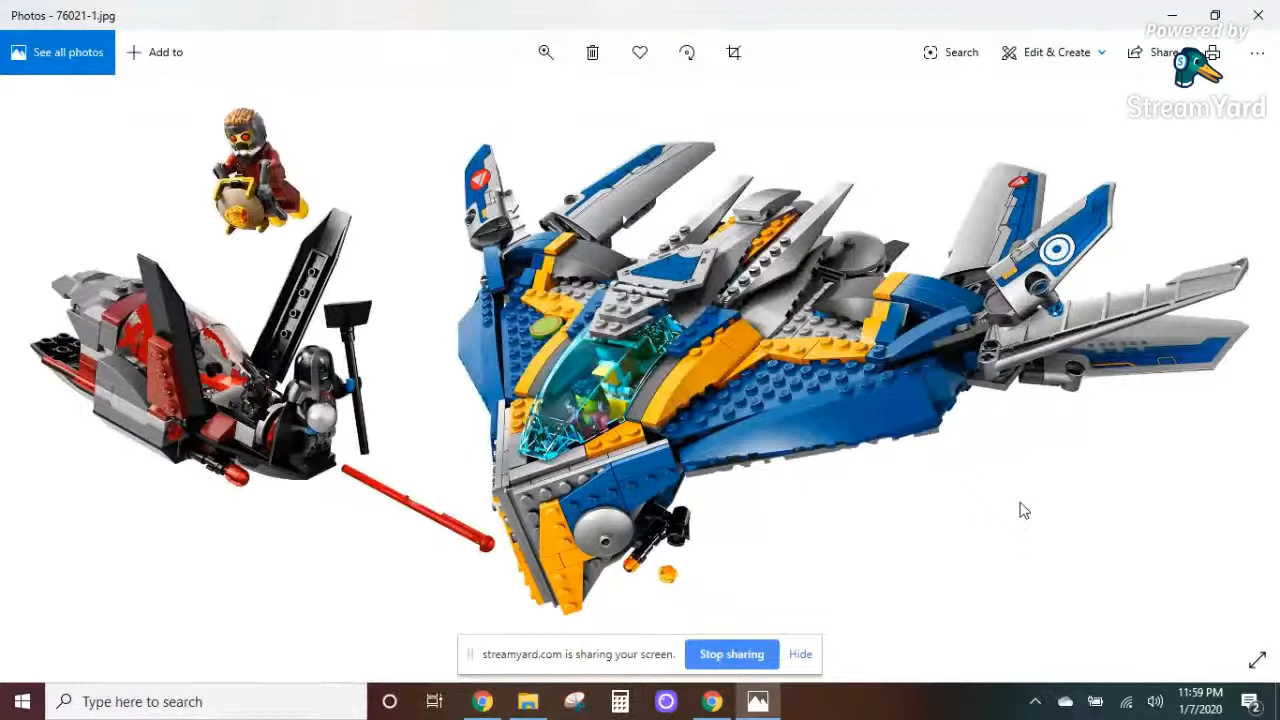 Photos - 76021-1.jpg
Powered by
See all photos
Add to
Search
Edit & Create
Share
StreamYard
streamyard.com is sharing your screen.
Stop sharing
Hide
Type here to search
11:59 PM
1/7/2020
2